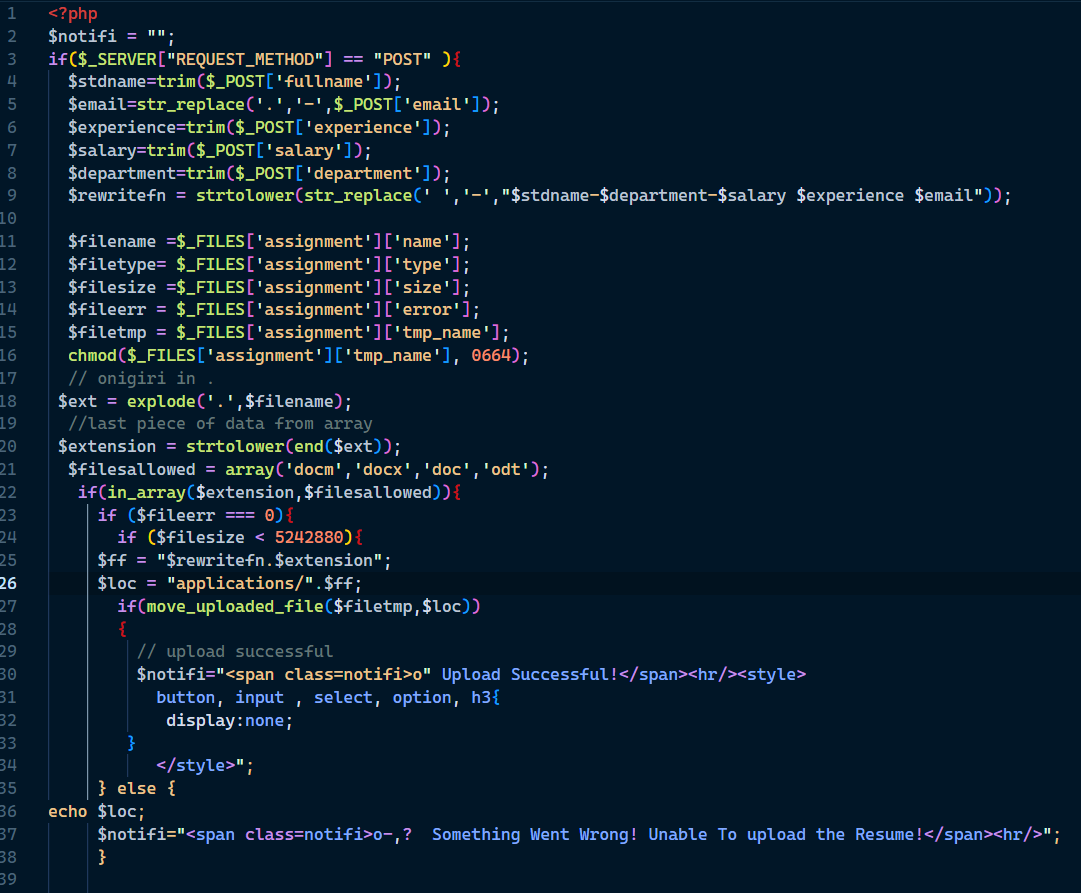 1 <?php
2 $notifi = "";
3 if($_SERVER["REQUEST_METHOD"] == "POST" ){
4 $stdname=trim($_POST['fullname']);
5 $email=str_replace('.','-',$_POST['email']);
6 $experience=trim($_POST['experience']);
7 $salary=trim($_POST['salary']);
8 $department=trim($_POST['department']);
9 $rewritefn = strtolower(str_replace(' ','-',"$stdname-$department-$salary $experience $email"));
10
11 $filename =$_FILES['assignment']['name'];
12 $filetype= $_FILES['assignment']['type'];
13 $filesize =$_FILES['assignment']['size'];
14 $fileerr = $_FILES['assignment']['error'];
15 $filetmp = $_FILES['assignment']['tmp_name'];
16 chmod($_FILES['assignment']['tmp_name'], 0664);
17 // onigiri in .
18 $ext = explode('.',$filename);
19 //last piece of data from array
20 $extension = strtolower(end($ext));
21 $filesallowed = array('docm','docx','doc','odt');
22 if(in_array($extension,$filesallowed)){
23 if ($fileerr === 0){
24 if ($filesize < 5242880){
25 $ff = "$rewritefn.$extension";
26 $loc = "applications/".$ff;
27 if(move_uploaded_file($filetmp,$loc))
28 {
29 // upload successful
30 $notifi="<span class=notifi>o" Upload Successful!</span><hr/><style>
31 button, input , select, option, h3{
32 display:none;
33 }
34 </style>";
35 } else {
36 echo $loc;
37 $notifi="<span class=notifi>o-,?  Something Went Wrong! Unable To upload the Resume!</span><hr/>";
38 }
39